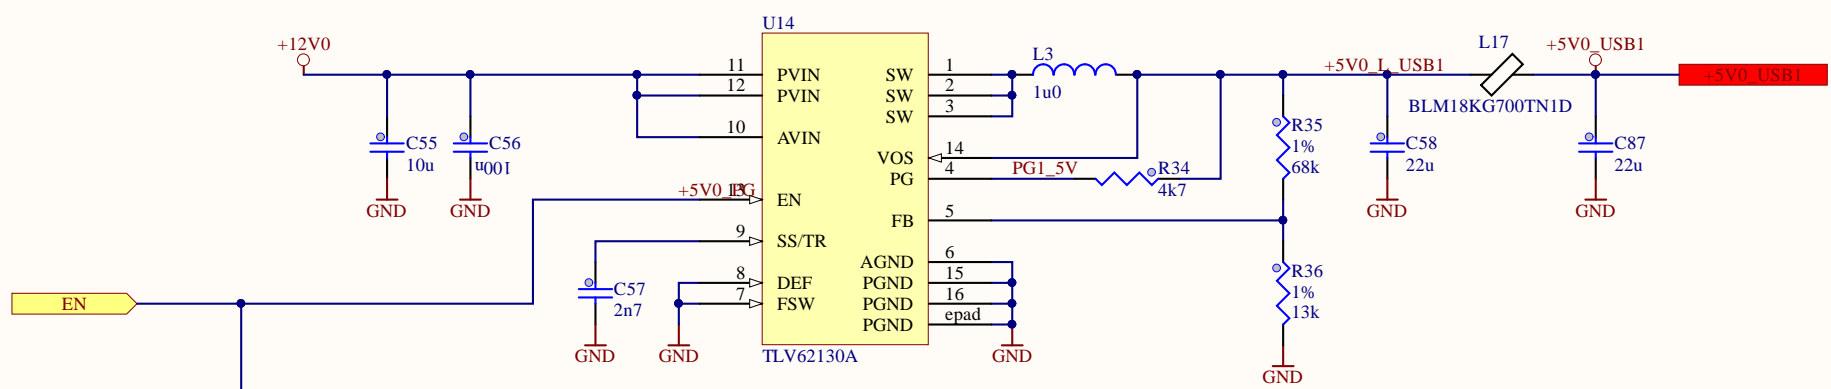 U14
+12V0
11 PVIN
12 PVIN
10 AVIN
+5V0_PG
13 EN
9 SS/TR
8 DEF
7 FSW
SW 1
SW 2
SW 3
VOS 14
PG 4
FB 5
AGND 6
PGND 15
PGND 16
PGND epad
TLV62130A
C55
10u
GND
C56
100n
GND
EN
C57
2n7
GND
GND
GND
L3
1u0
PG1_5V
R34
4k7
R35
1%
68k
R36
1%
13k
GND
+5V0_L_USB1
C58
22u
GND
L17
BLM18KG700TN1D
+5V0_USB1
C87
22u
GND
+5V0_USB1